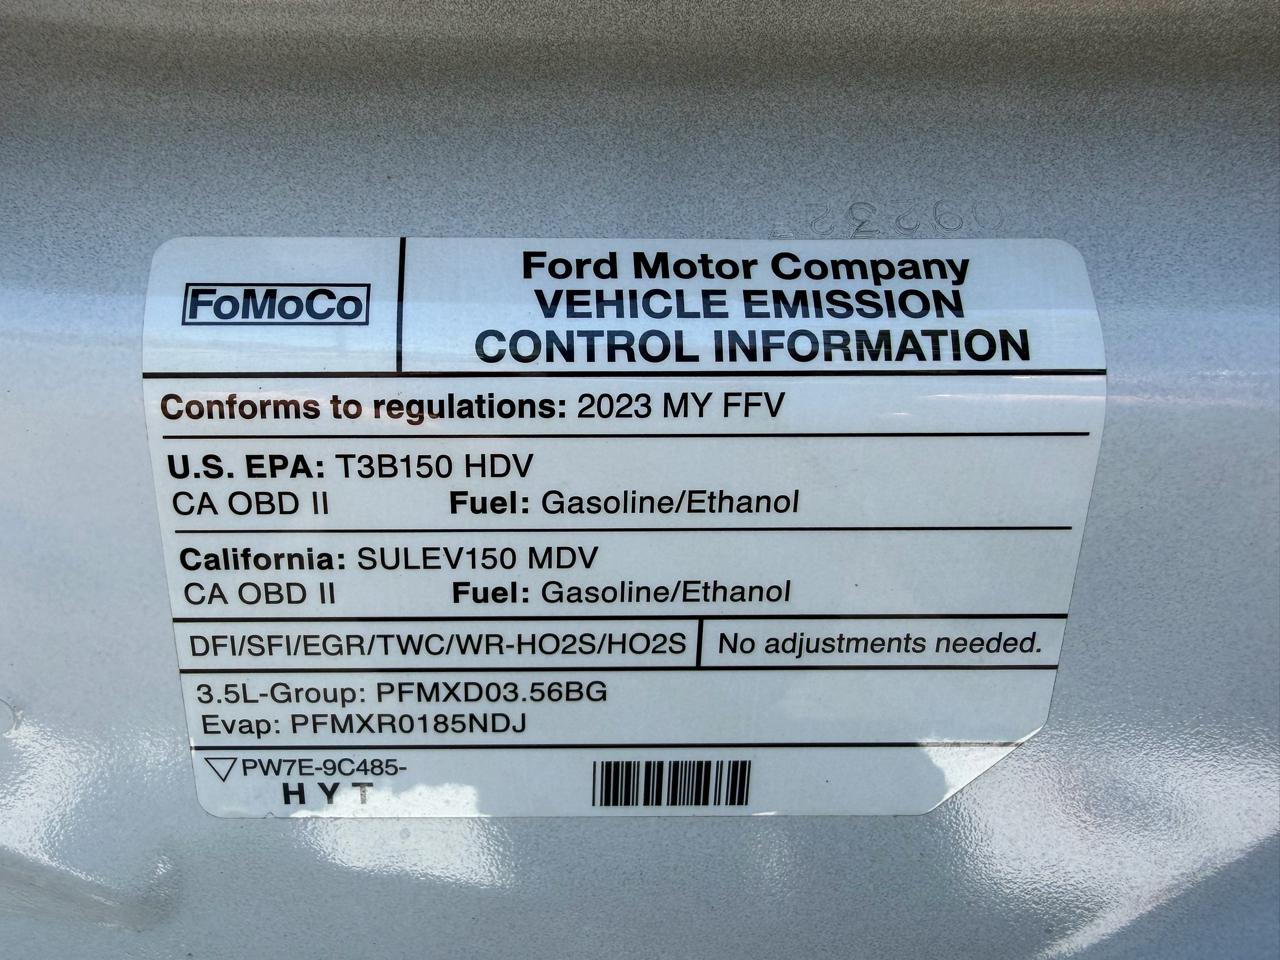 FoMoCo
Ford Motor Company
VEHICLE EMISSION
CONTROL INFORMATION
Conforms to regulations: 2023 MY FFV
U.S. EPA: T3B150 HDV
CA OBD II Fuel: Gasoline/Ethanol
California: SULEV150 MDV
CA OBD II Fuel: Gasoline/Ethanol
DFI/SFI/EGR/TWC/WR-HO2S/HO2S No adjustments needed.
3.5L-Group: PFMXD03.56BG
Evap: PFMXR0185NDJ
PW7E-9C485-
H Y T